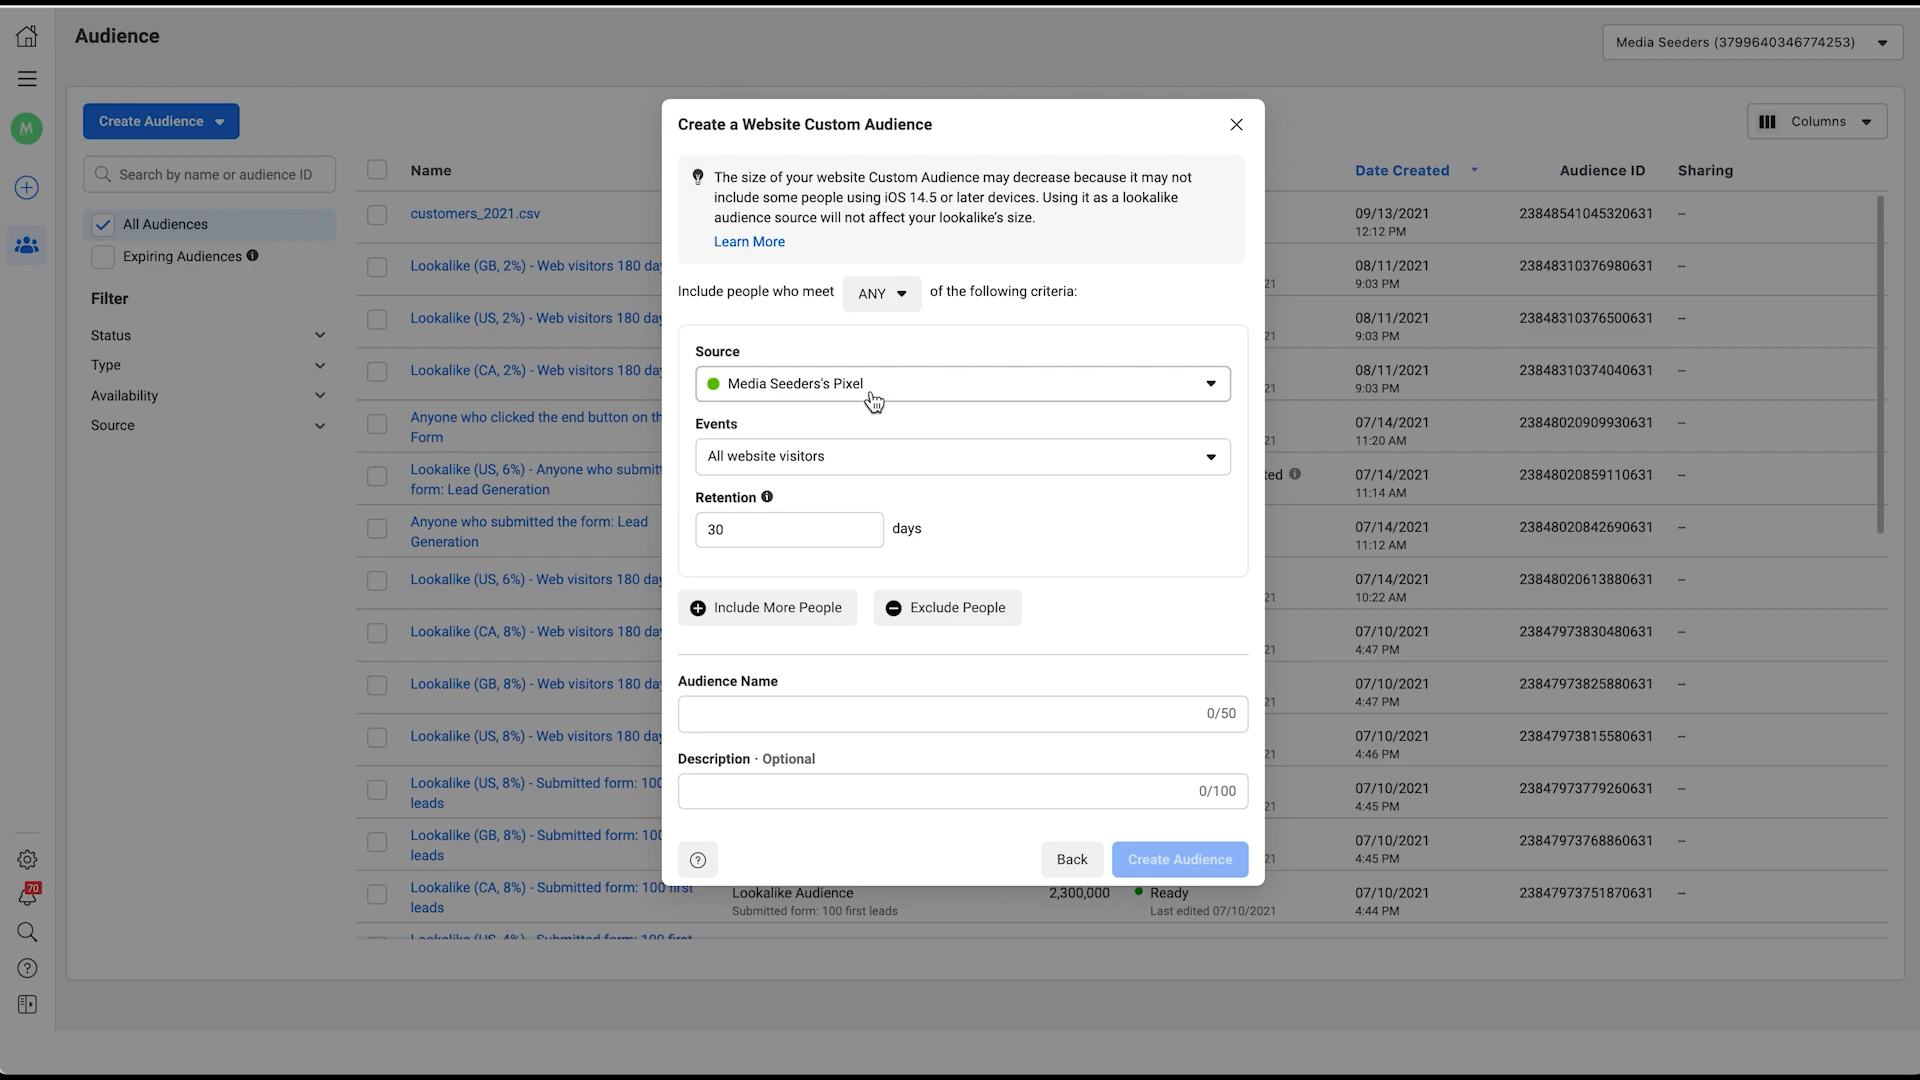 Audience
Media Seeders (3799640346774253)
M
Create Audience
Columns
Search by name or audience ID
All Audiences
Expiring Audiences
Filter
Status
Type
Availability
Source
Name
Date Created
Audience ID
Sharing
customers_2021.csv
09/13/2021
12:12 PM
23848541045320631
--
Lookalike (GB, 2%) - Web visitors 180 day
21
08/11/2021
9:03 PM
23848310376980631
--
Lookalike (US, 2%) - Web visitors 180 day
21
08/11/2021
9:03 PM
23848310376500631
--
Lookalike (CA, 2%) - Web visitors 180 day
21
08/11/2021
9:03 PM
23848310374040631
--
Anyone who clicked the end button on th
Form
21
07/14/2021
11:20 AM
23848020909930631
--
Lookalike (US, 6%) - Anyone who submitt
form: Lead Generation
ted
07/14/2021
11:14 AM
23848020859110631
--
Anyone who submitted the form: Lead
Generation
07/14/2021
11:12 AM
23848020842690631
--
Lookalike (US, 6%) - Web visitors 180 day
07/14/2021
10:22 AM
23848020613880631
--
Lookalike (CA, 8%) - Web visitors 180 day
21
07/10/2021
4:47 PM
23847973830480631
--
Lookalike (GB, 8%) - Web visitors 180 day
21
07/10/2021
4:47 PM
23847973825880631
--
Lookalike (US, 8%) - Web visitors 180 day
21
07/10/2021
4:46 PM
23847973815580631
--
Lookalike (US, 8%) - Submitted form: 100
leads
21
07/10/2021
4:45 PM
23847973779260631
--
Lookalike (GB, 8%) - Submitted form: 100
leads
21
07/10/2021
4:45 PM
23847973768860631
--
Lookalike (CA, 8%) - Submitted form: 100 first
leads
Lookalike Audience
Submitted form: 100 first leads
2,300,000
Ready
Last edited 07/10/2021
07/10/2021
4:44 PM
23847973751870631
--
Lookalike (US, 4%) - Submitted form: 100 first
70
Create a Website Custom Audience
The size of your website Custom Audience may decrease because it may not
include some people using iOS 14.5 or later devices. Using it as a lookalike
audience source will not affect your lookalike's size.
Learn More
Include people who meet ANY of the following criteria:
Source
Media Seeders's Pixel
Events
All website visitors
Retention
30 days
Include More People
Exclude People
Audience Name
0/50
Description · Optional
0/100
Back
Create Audience